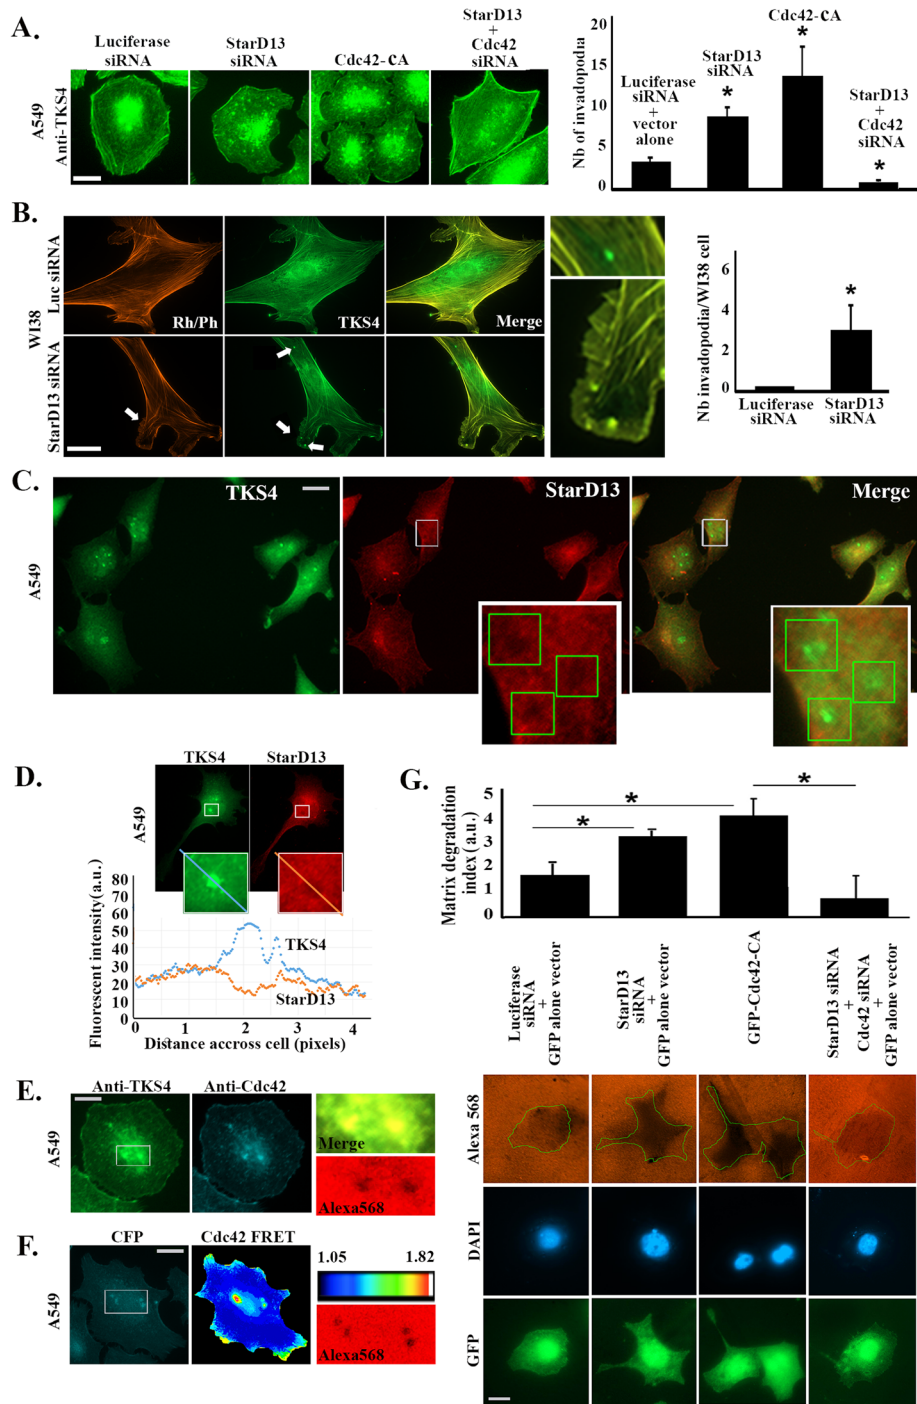 A.
Luciferase
siRNA
StarD13
siRNA
Cdc42-cA
StarD13
+
Cdc42
siRNA
A549
Anti-TKS4
Nb of invadopodia
20
15
10
5
0
Luciferase
siRNA
+
vector
alone
StarD13
siRNA
*
Cdc42-cA
*
StarD13
+
Cdc42
siRNA
*
B.
WI38
Luc siRNA
StarD13 siRNA
Rh/Ph
TKS4
Merge
Nb invadopodia/WI38 cell
6
4
2
0
*
Luciferase
siRNA
StarD13
siRNA
C.
A549
TKS4
StarD13
Merge
D.
TKS4
StarD13
A549
Fluorescent intensity(a.u.)
80
70
60
50
40
30
20
10
0
TKS4
StarD13
0
1
2
3
4
Distance accross cell (pixels)
E.
Anti-TKS4
Anti-Cdc42
A549
Merge
Alexa568
F.
CFP
Cdc42 FRET
1.05
1.82
A549
Alexa568
G.
Matrix degradation
index( a.u.)
5
4
3
2
1
0
*
*
*
Luciferase
siRNA
+
GFP alone vector
StarD13
siRNA
+
GFP alone vector
GFP-Cdc42-CA
StarD13 siRNA
+
Cdc42 siRNA
+
GFP alone vector
Alexa 568
DAPI
GFP